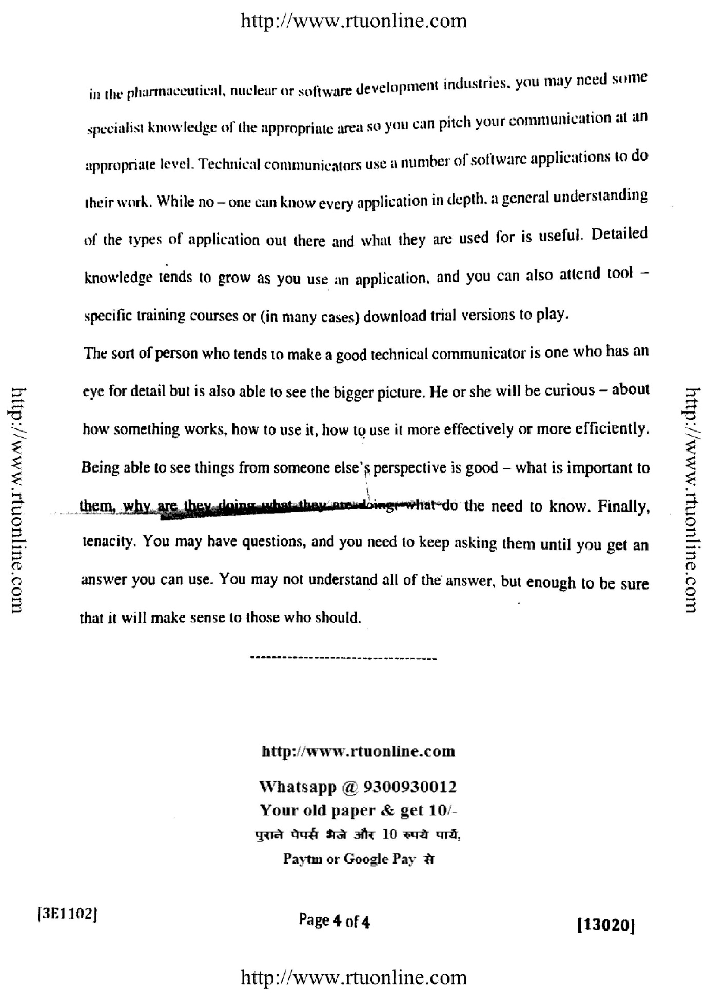 http://www.rtuonline.com
in the pharmaceutical, nuclear or software development industries, you may need some
specialist knowledge of the appropriate area so you can pitch your communication at an
appropriate level. Technical communicators use a number of software applications to do
their work. While no – one can know every application in depth, a general understanding
of the types of application out there and what they are used for is useful. Detailed
knowledge tends to grow as you use an application, and you can also attend tool –
specific training courses or (in many cases) download trial versions to play.
The sort of person who tends to make a good technical communicator is one who has an
eye for detail but is also able to see the bigger picture. He or she will be curious – about
how something works, how to use it, how to use it more effectively or more efficiently.
Being able to see things from someone else's perspective is good – what is important to
them, why are they doing what they are doing, what do the need to know. Finally,
tenacity. You may have questions, and you need to keep asking them until you get an
answer you can use. You may not understand all of the answer, but enough to be sure
that it will make sense to those who should.
-----------------------------------
http://www.rtuonline.com
http://www.rtuonline.com
http://www.rtuonline.com
Whatsapp @ 9300930012
Your old paper & get 10/-
पुराने पेपर्स भेजे और 10 रुपये पायें,
Paytm or Google Pay से
[3E1102]
Page 4 of 4
[13020]
http://www.rtuonline.com